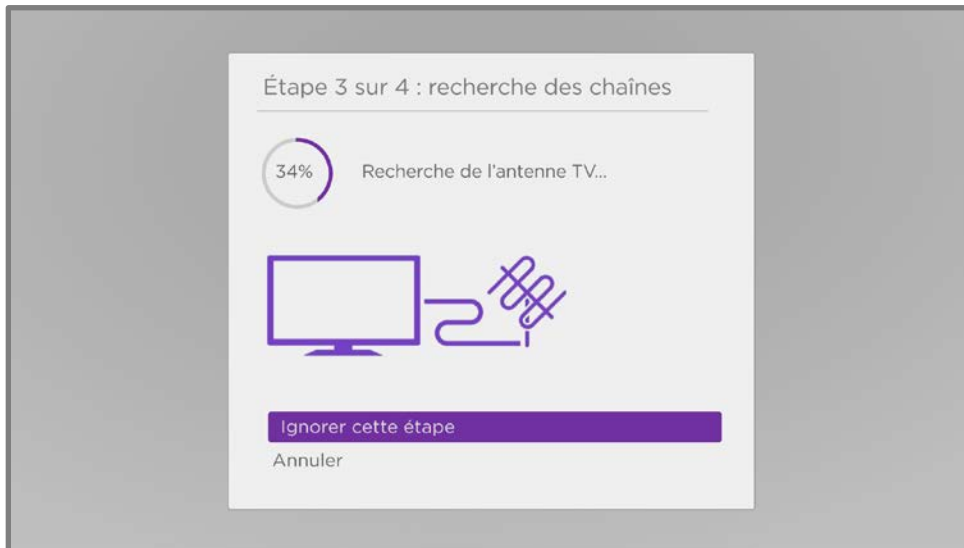 Étape 3 sur 4 : recherche des chaînes
34%
Recherche de l'antenne TV...
Ignorer cette étape
Annuler